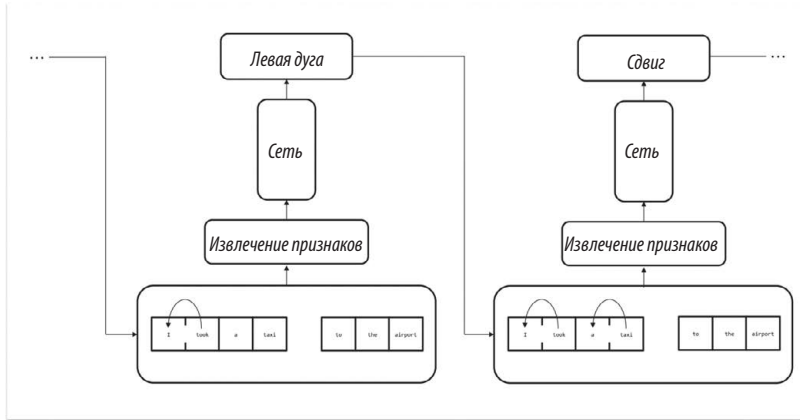 ...
Левая дуга
Сдвиг
...
Сеть
Сеть
Извлечение признаков
Извлечение признаков
I took a taxi
to the airport
I took a taxi
to the airport